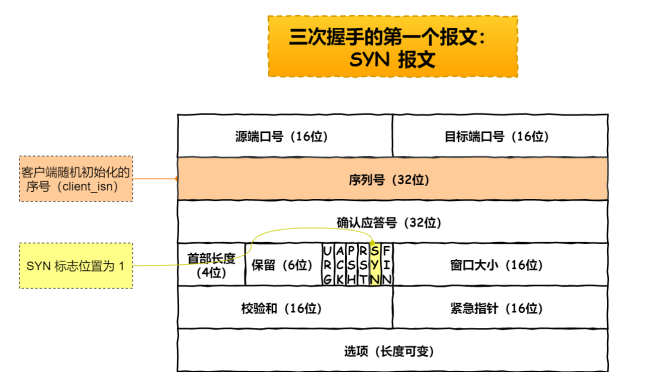 三次握手的第一个报文：
SYN 报文
源端口号（16位）
目标端口号（16位）
客户端随机初始化的
序号（client_isn）
序列号（32位）
确认应答号（32位）
SYN 标志位置为 1
首部长度
（4位）
保留（6位）
URG
ACK
PSH
RST
SYN
FIN
窗口大小（16位）
校验和（16位）
紧急指针（16位）
选项（长度可变）